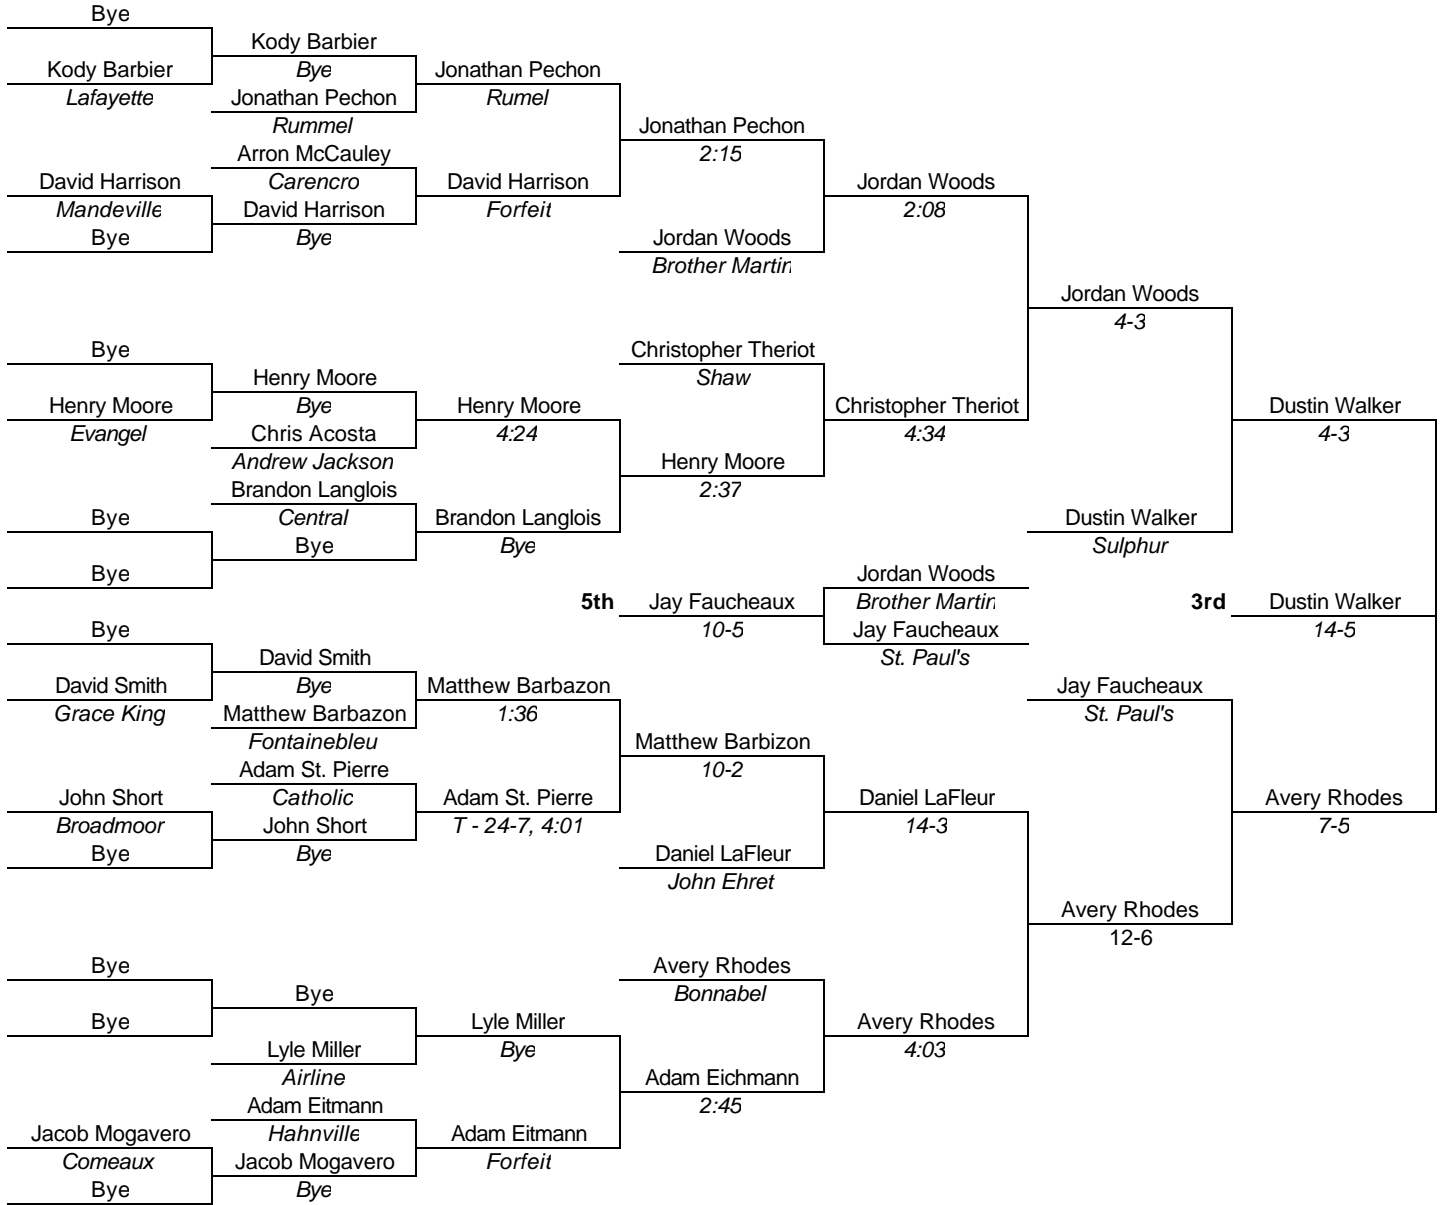 Bye
Kody Barbier
Kody Barbier
Bye
Jonathan Pechon
Lafayette
Jonathan Pechon
Rumel
Rummel
Jonathan Pechon
Arron McCauley
2:15
David Harrison
Carencro
David Harrison
Jordan Woods
Mandeville
David Harrison
Forfeit
2:08
Bye
Bye
Jordan Woods
Brother Martin
Jordan Woods
4-3
Bye
Christopher Theriot
Henry Moore
Shaw
Henry Moore
Bye
Henry Moore
Christopher Theriot
Dustin Walker
Evangel
Chris Acosta
4:24
4:34
4-3
Andrew Jackson
Henry Moore
Brandon Langlois
2:37
Bye
Central
Brandon Langlois
Dustin Walker
Bye
Bye
Sulphur
Bye
Jordan Woods
5th
Jay Faucheaux
Brother Martin
3rd
Dustin Walker
Bye
10-5
Jay Faucheaux
14-5
David Smith
St. Paul's
David Smith
Bye
Matthew Barbazon
Jay Faucheaux
Grace King
Matthew Barbazon
1:36
St. Paul's
Fontainebleu
Matthew Barbizon
Adam St. Pierre
10-2
John Short
Catholic
Adam St. Pierre
Daniel LaFleur
Avery Rhodes
Broadmoor
John Short
T - 24-7, 4:01
14-3
7-5
Bye
Bye
Daniel LaFleur
John Ehret
Avery Rhodes
12-6
Bye
Avery Rhodes
Bye
Bonnabel
Bye
Lyle Miller
Avery Rhodes
Lyle Miller
Bye
4:03
Airline
Adam Eichmann
Adam Eitmann
2:45
Jacob Mogavero
Hahnville
Adam Eitmann
Comeaux
Jacob Mogavero
Forfeit
Bye
Bye